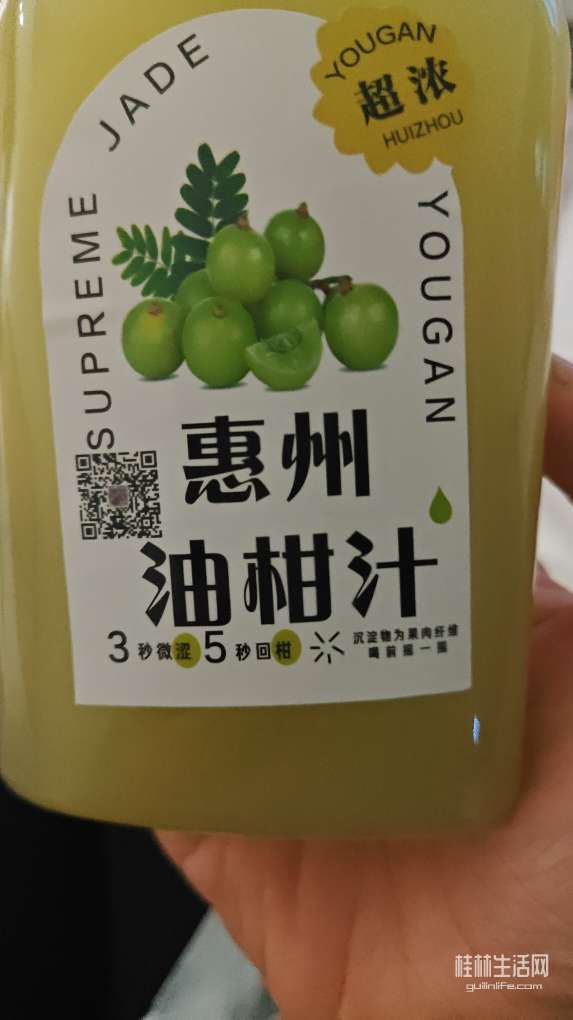 YOUGAN
超浓
HUIZHOU
SUPREME JADE YOUGAN
惠州
油柑汁
3秒微涩5秒回柑
沉淀物为果肉纤维
喝前摇一摇
桂林生活网
guilinlife.com